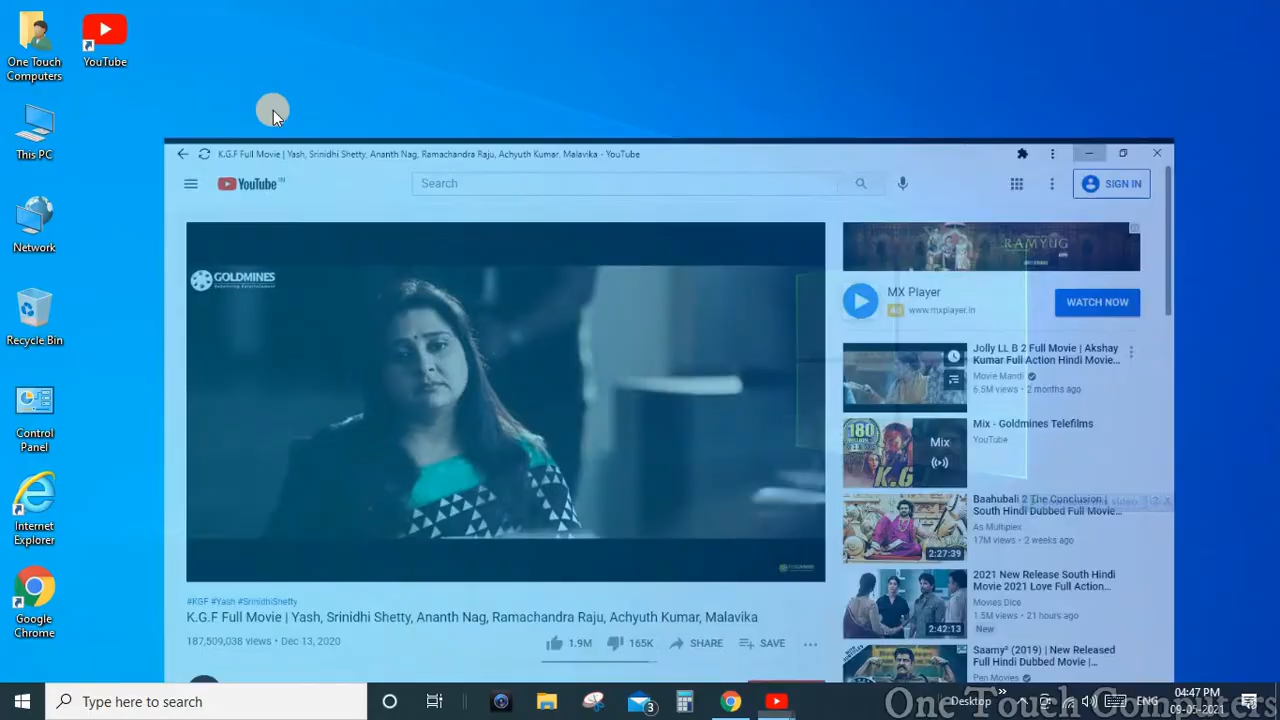 One Touch
Computers
YouTube
This PC
Network
Recycle Bin
Control
Panel
Internet
Explorer
Google
Chrome
K.G.F Full Movie | Yash, Srinidhi Shetty, Ananth Nag, Ramachandra Raju, Achyuth Kumar, Malavika - YouTube
YouTube IN
Search
SIGN IN
GOLDMINES
RAMYUG
MX Player
Ad www.mxplayer.in
WATCH NOW
Jolly LL B 2 Full Movie | Akshay
Kumar Full Action Hindi Movie...
Movie Mandi
6.5M views • 2 months ago
180
MILLION
K.G
Mix
Mix - Goldmines Telefilms
YouTube
Baahubali 2 The Conclusion |
South Hindi Dubbed Full Movie...
As Multiplex
17M views • 2 weeks ago
2:27:39
2021 New Release South Hindi
Movie 2021 Love Full Action...
Movies Dice
1.5M views • 21 hours ago
New
2:42:13
Saamy² (2019) | New Released
Full Hindi Dubbed Movie |...
Pen Movies
#KGF #Yash #SrinidhiShetty
K.G.F Full Movie | Yash, Srinidhi Shetty, Ananth Nag, Ramachandra Raju, Achyuth Kumar, Malavika
187,509,038 views • Dec 13, 2020
1.9M 165K SHARE SAVE
Type here to search
3
Desktop
ENG
04:47 PM
09-05-2021
One Touch Computers